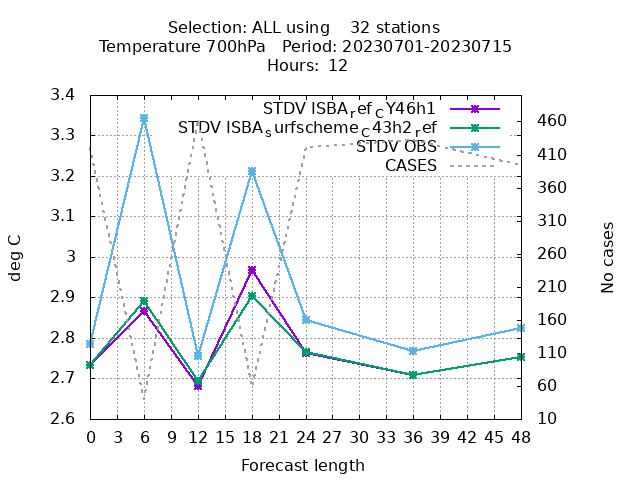 Selection: ALL using 32 stations
Temperature 700hPa Period: 20230701-20230715
Hours: 12
STDV ISBA_ref_CY46h1
STDV ISBA_surfscheme_C43h2_ref
STDV OBS
CASES
3.4
3.3
3.2
3.1
3
2.9
2.8
2.7
2.6
460
410
360
310
260
210
160
110
60
10
deg C
No cases
0 3 6 9 12 15 18 21 24 27 30 33 36 39 42 45 48
Forecast length